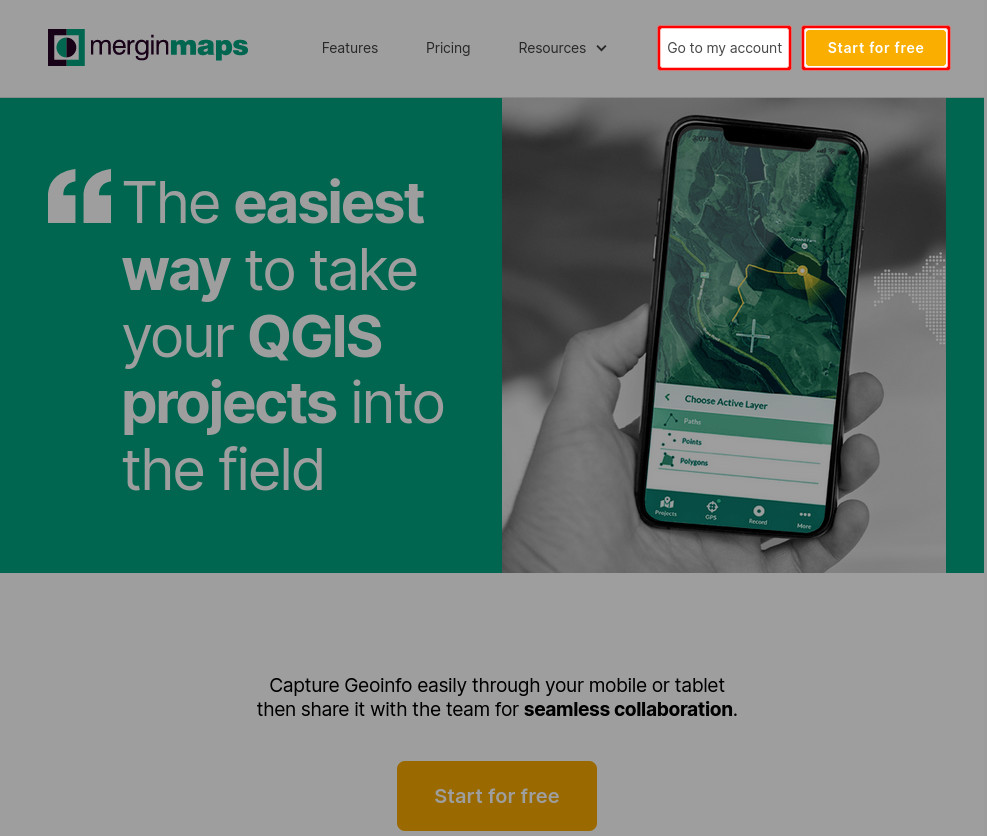 merginmaps
Features
Pricing
Resources
Go to my account
Start for free
“ The easiest
way to take
your QGIS
projects into
the field
Choose Active Layer
Paths
Points
Polygons
Projects
GPS
Record
More
Capture Geoinfo easily through your mobile or tablet
then share it with the team for seamless collaboration.
Start for free